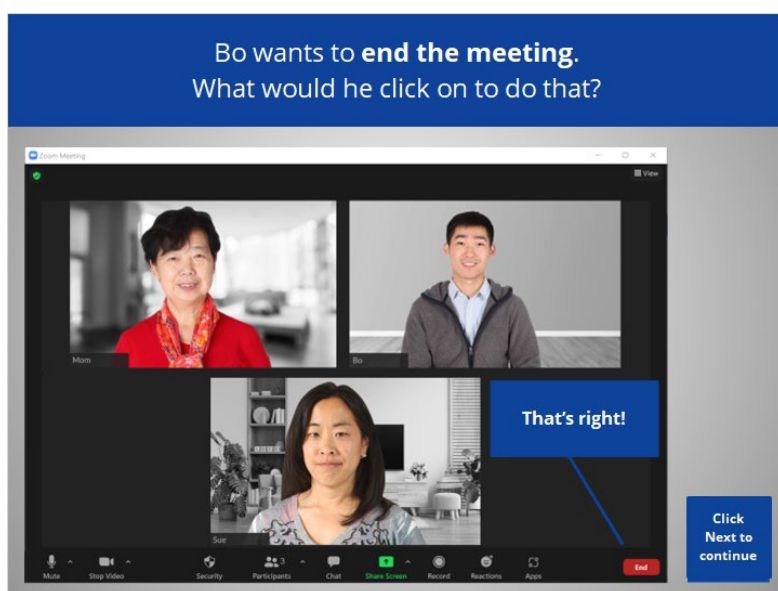 Bo wants to end the meeting.
What would he click on to do that?
Zoom Meeting
View
Mom
Bo
That's right!
Sue
Click
Next to
continue
Mute
Stop Video
Security
Participants
3
Chat
Share Screen
Record
Reactions
Apps
End